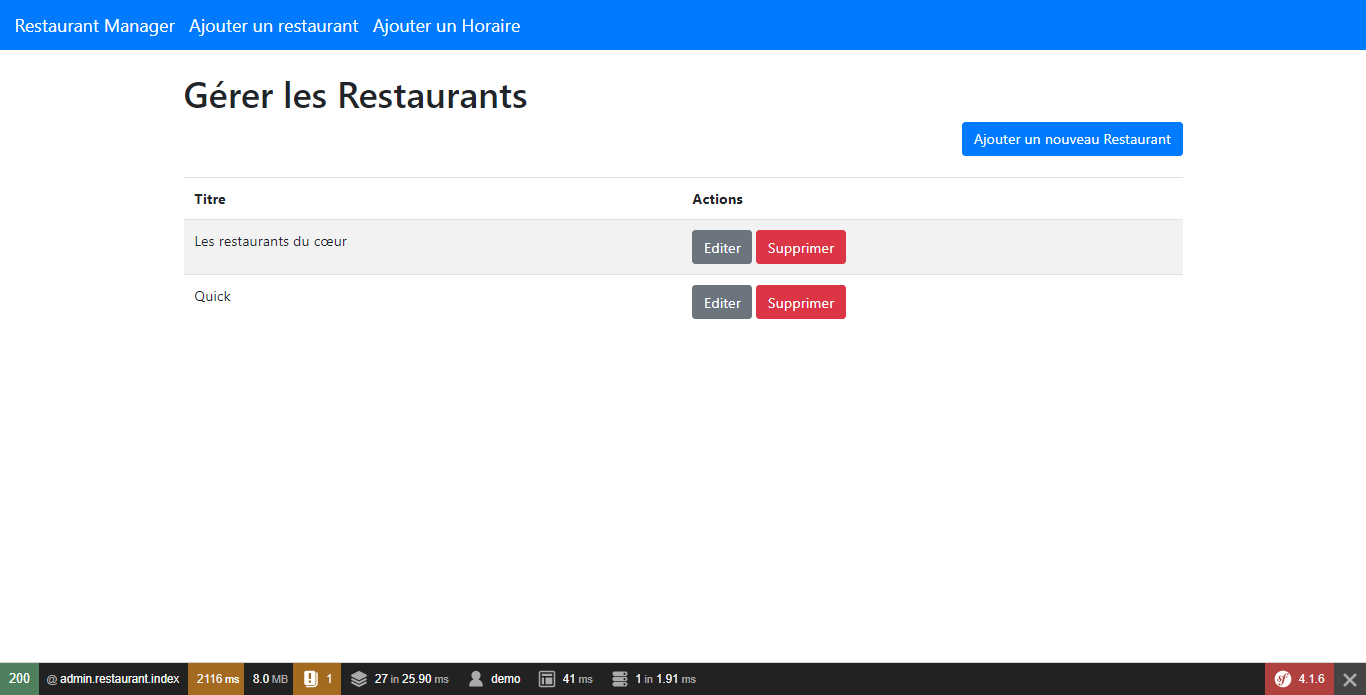 Restaurant Manager Ajouter un restaurant Ajouter un Horaire
Gérer les Restaurants
Ajouter un nouveau Restaurant
Titre Actions
Les restaurants du cœur Editer Supprimer
Quick Editer Supprimer
200 @ admin.restaurant.index 2116 ms 8.0 MB 1 27 in 25.90 ms demo 41 ms 1 in 1.91 ms sf 4.1.6